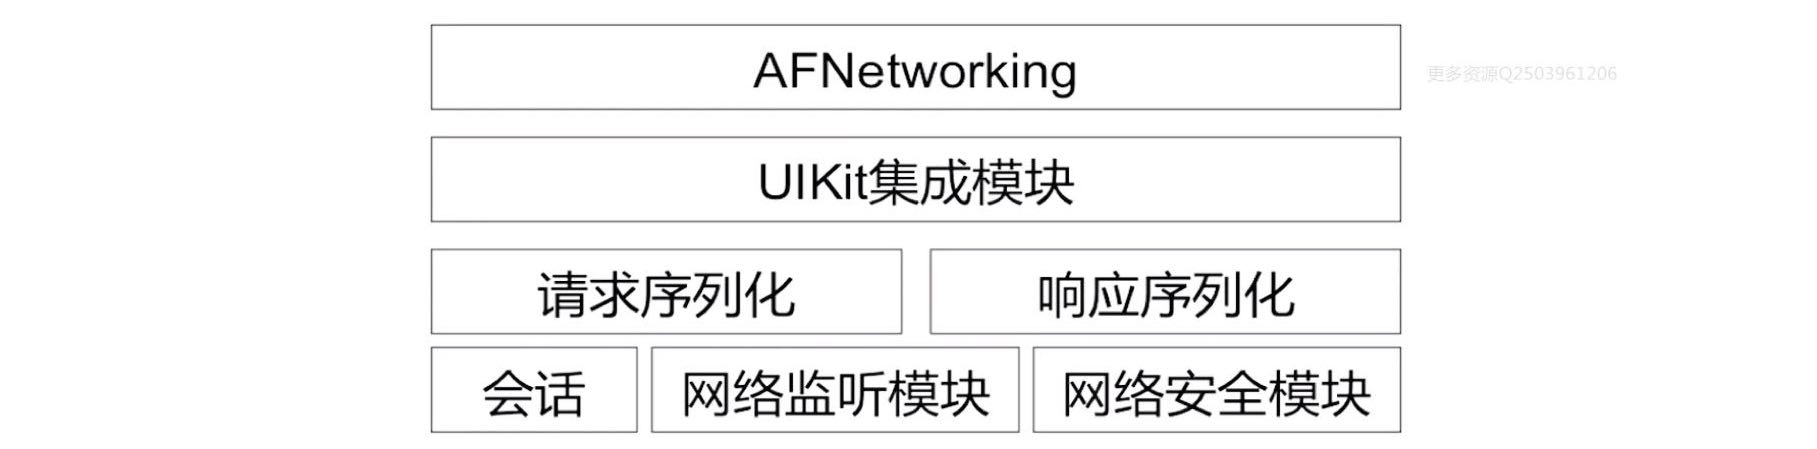 AFNetworking
更多资源Q2503961206
UIKit集成模块
请求序列化
响应序列化
会话
网络监听模块
网络安全模块